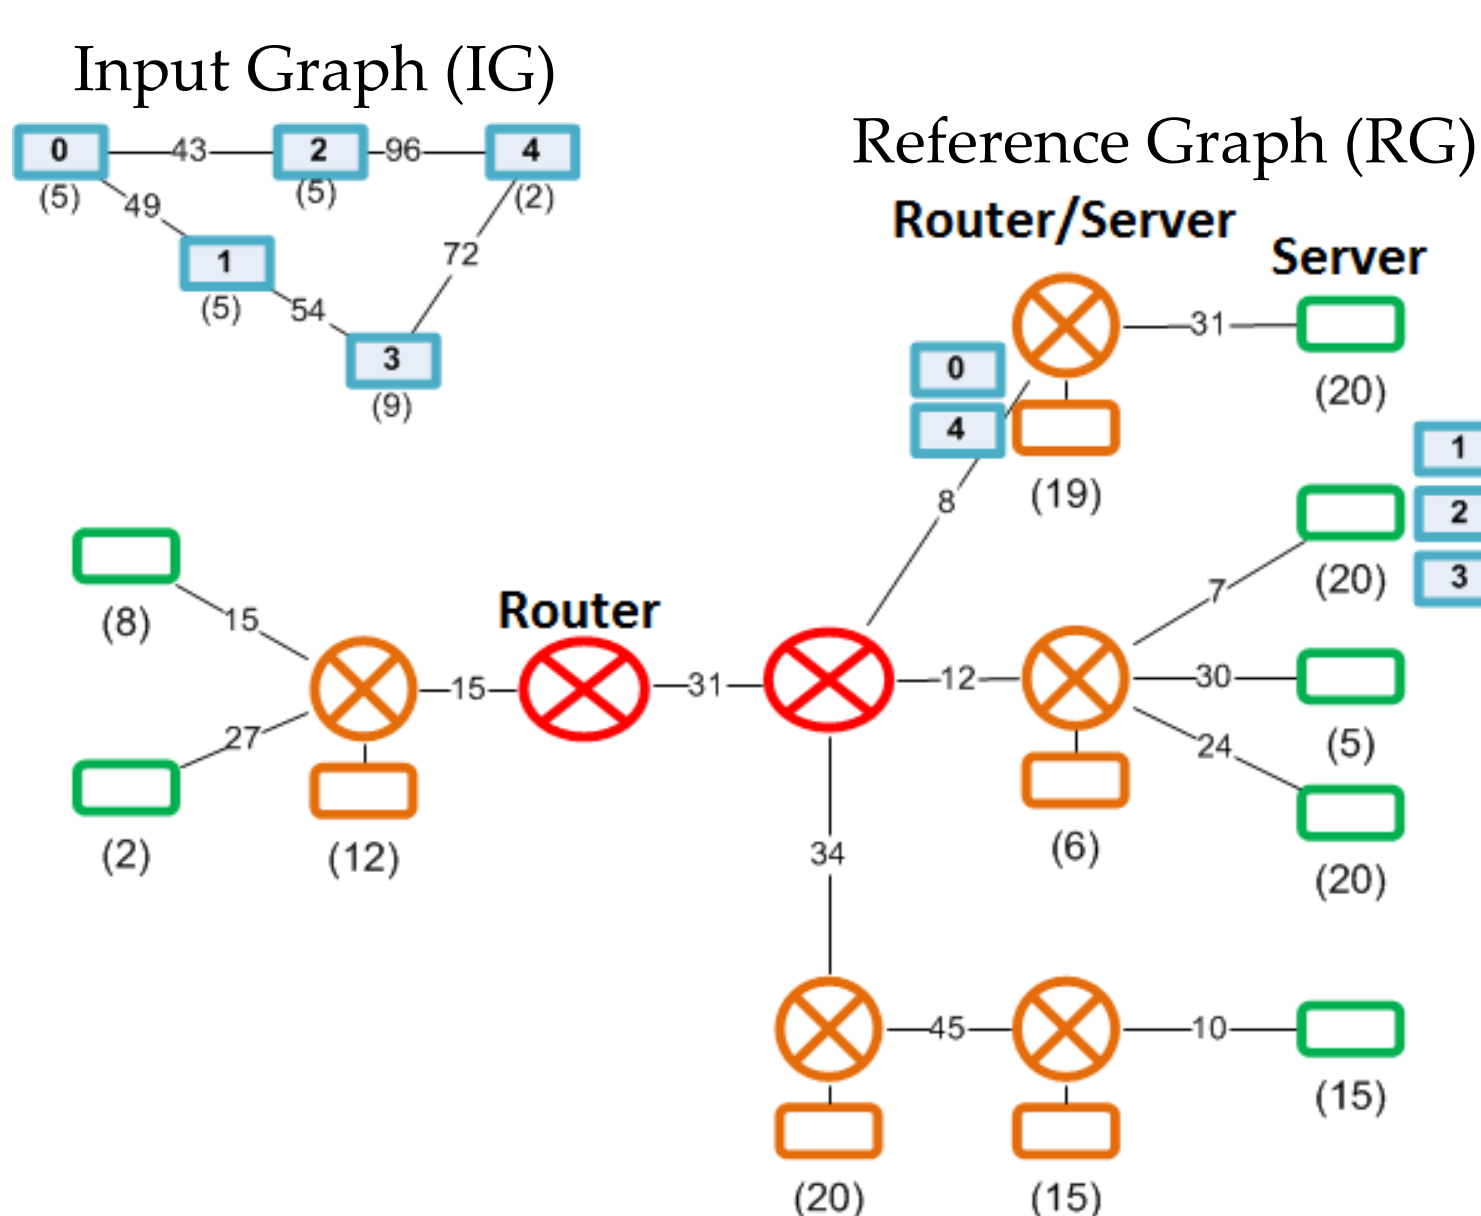 Input Graph (IG)
0 43 2 96 4
(5) (5) (2)
49
1 72
(5) 54
3
(9)
Reference Graph (RG)
Router/Server
Server
31
0
(20)
4
1
8 (19)
2
7 (20)
3
(8) 15
Router
15 31 12 30
27 24 (5)
(2) (12) (6)
34 (20)
45 10
(15)
(20) (15)